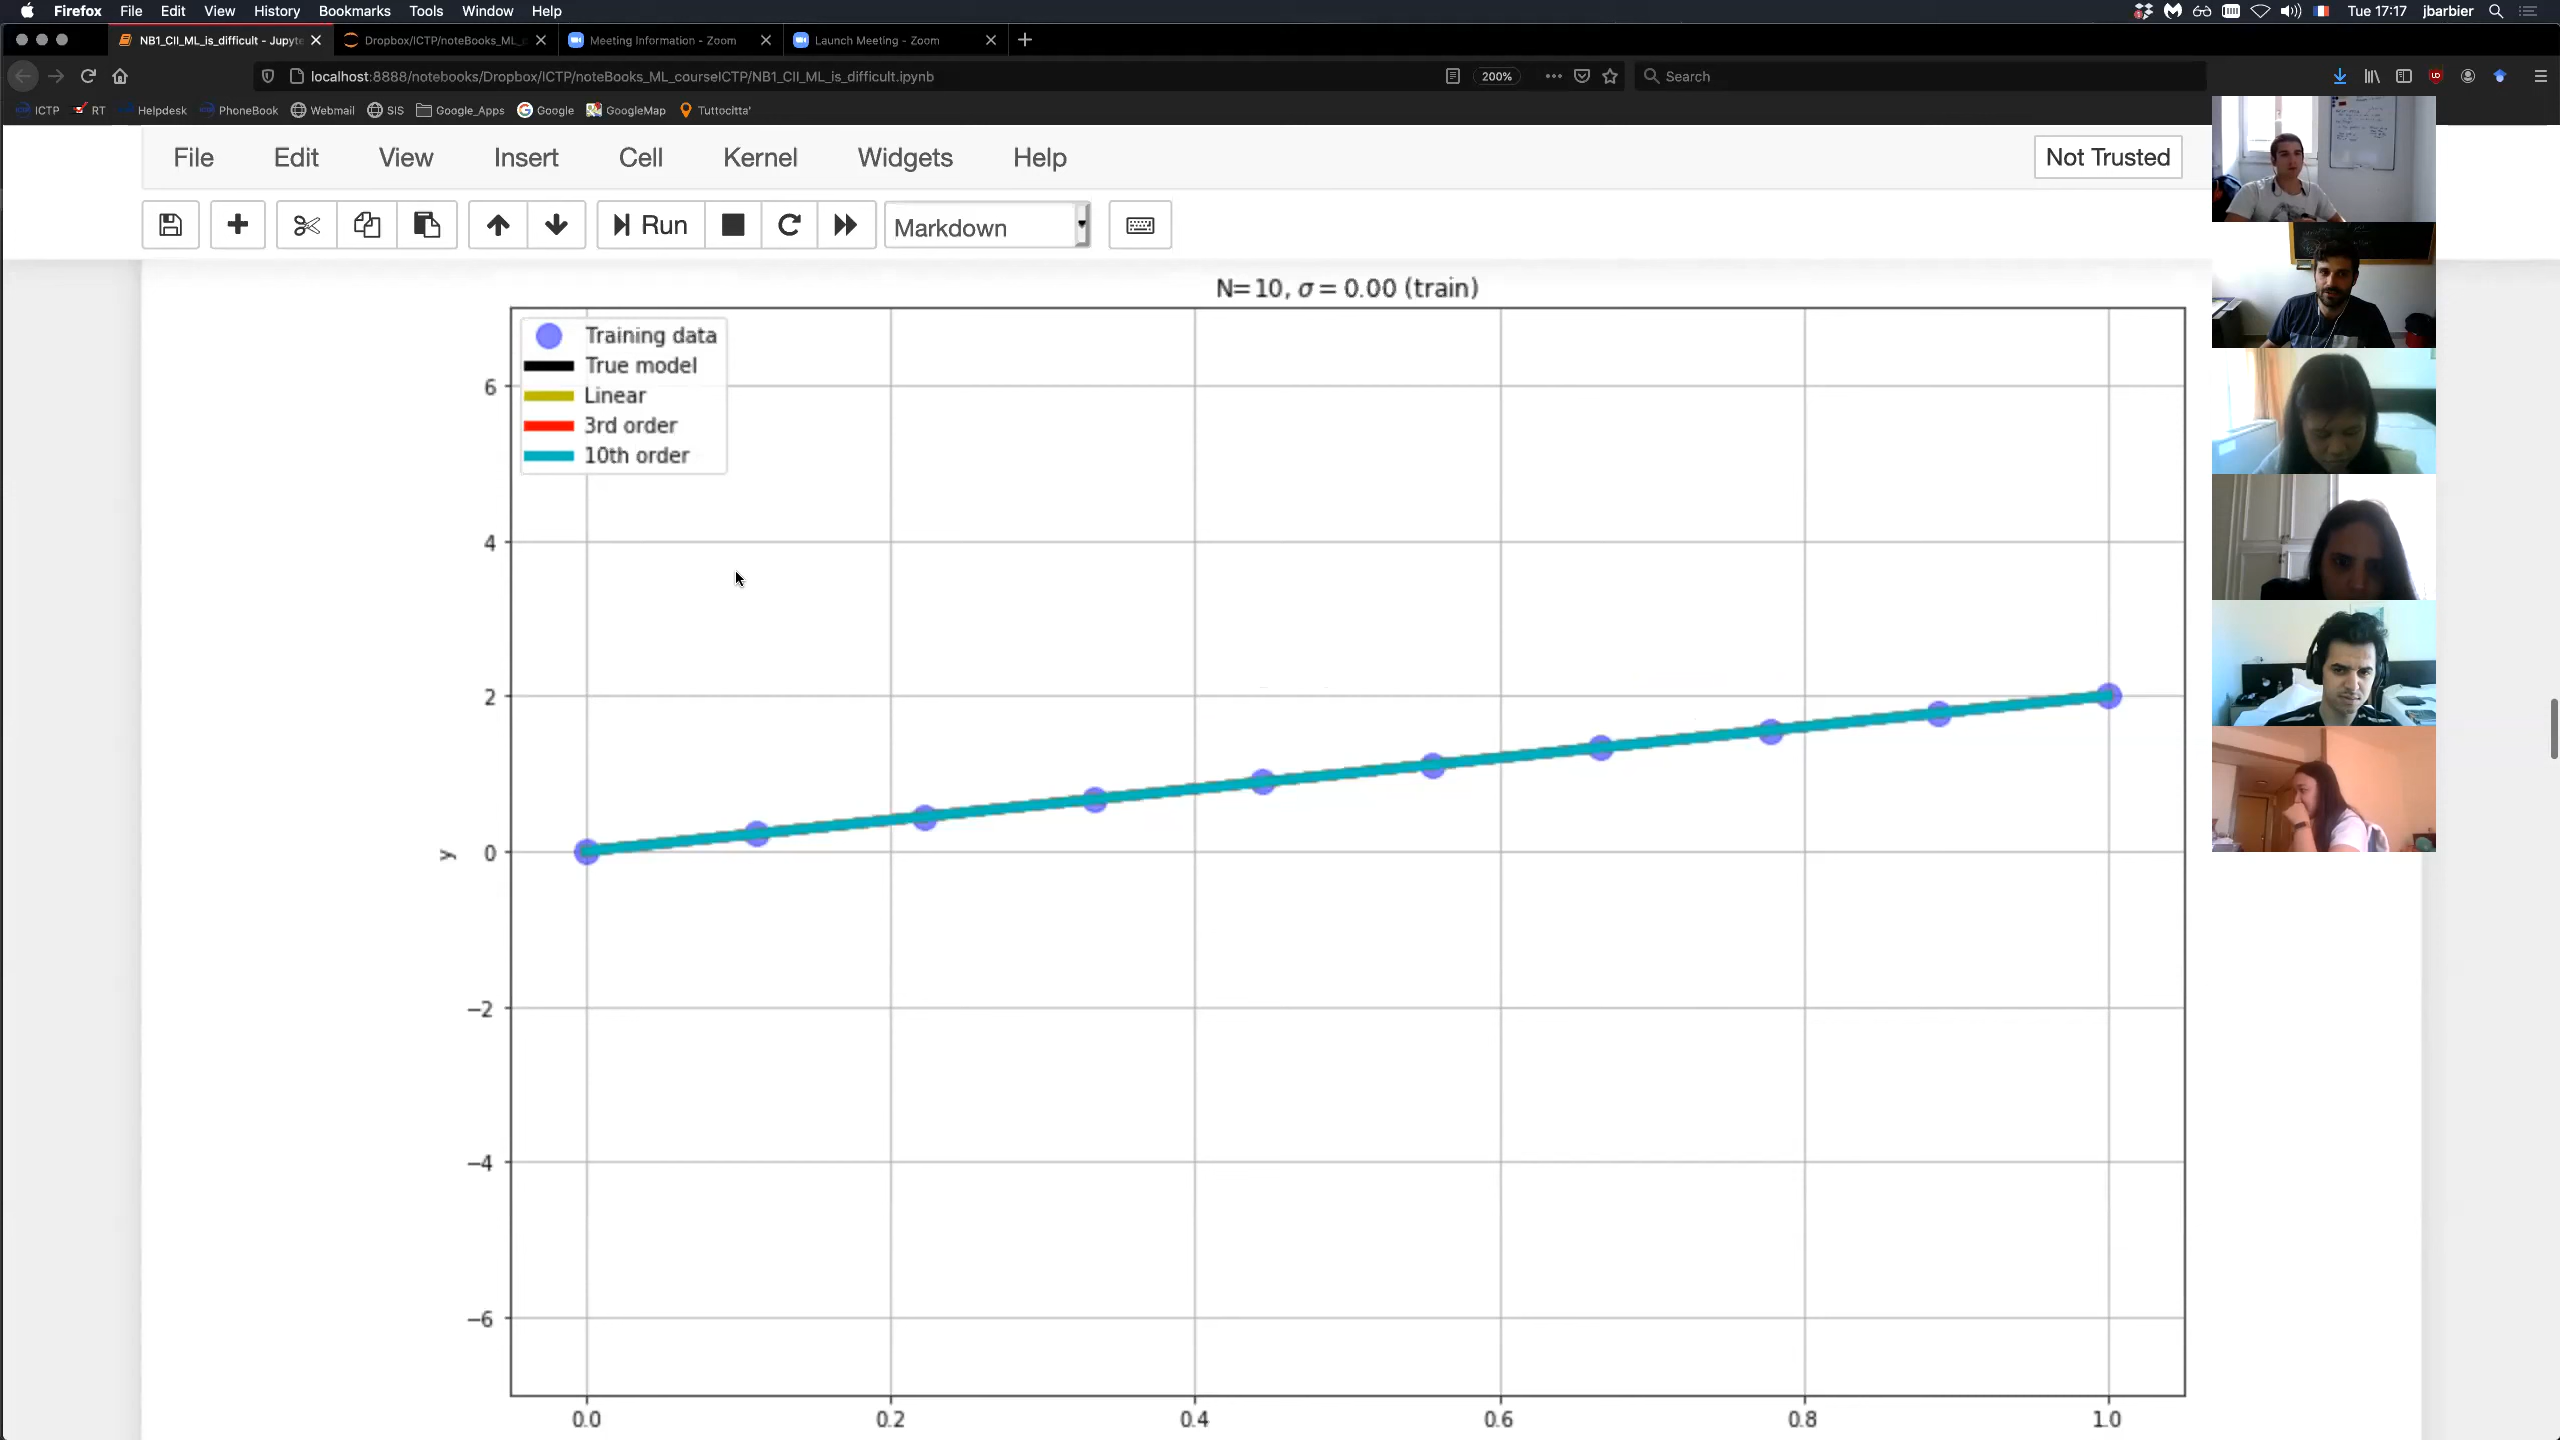 Firefox File Edit View History Bookmarks Tools Window Help Tue 17:17 jbarbier
NB1_CII_ML_is_difficult - Jupyte Dropbox/ICTP/noteBooks_ML_c Meeting Information - Zoom Launch Meeting - Zoom
localhost:8888/notebooks/Dropbox/ICTP/noteBooks_ML_courseICTP/NB1_CII_ML_is_difficult.ipynb 200% Search
ICTP RT Helpdesk PhoneBook Webmail SIS Google_Apps Google GoogleMap Tuttocitta'
File Edit View Insert Cell Kernel Widgets Help Not Trusted
Run Markdown
N=10, σ = 0.00 (train)
Training data
True model
Linear
3rd order
10th order
6
4
2
0
−2
−4
−6
y
0.0 0.2 0.4 0.6 0.8 1.0